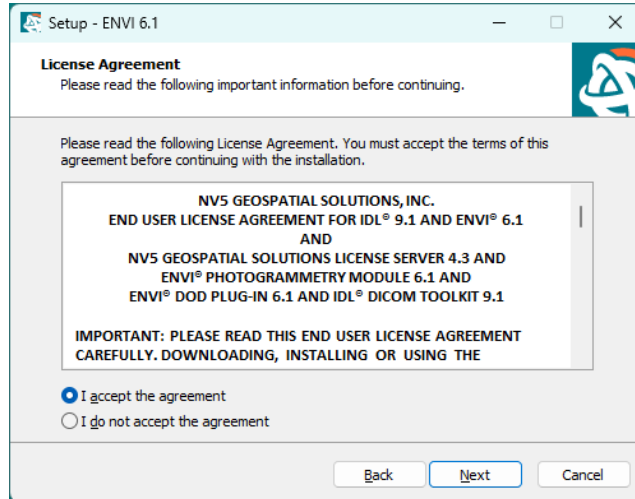 Setup - ENVI 6.1
License Agreement
Please read the following important information before continuing.
Please read the following License Agreement. You must accept the terms of this
agreement before continuing with the installation.
NV5 GEOSPATIAL SOLUTIONS, INC.
END USER LICENSE AGREEMENT FOR IDL® 9.1 AND ENVI® 6.1
AND
NV5 GEOSPATIAL SOLUTIONS LICENSE SERVER 4.3 AND
ENVI® PHOTOGRAMMETRY MODULE 6.1 AND
ENVI® DOD PLUG-IN 6.1 AND IDL® DICOM TOOLKIT 9.1
IMPORTANT: PLEASE READ THIS END USER LICENSE AGREEMENT
CAREFULLY. DOWNLOADING, INSTALLING OR USING THE
I accept the agreement
I do not accept the agreement
Back Next Cancel